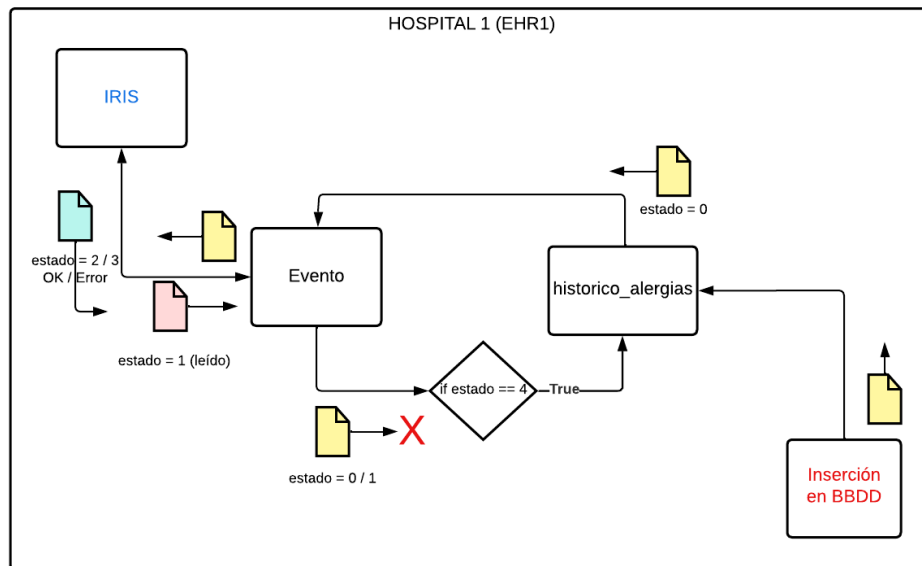 HOSPITAL 1 (EHR1)
IRIS
estado = 0
estado = 2 / 3
OK / Error
Evento
historico_alergias
estado = 1 (leído)
if estado == 4
True
X
estado = 0 / 1
Inserción
en BBDD